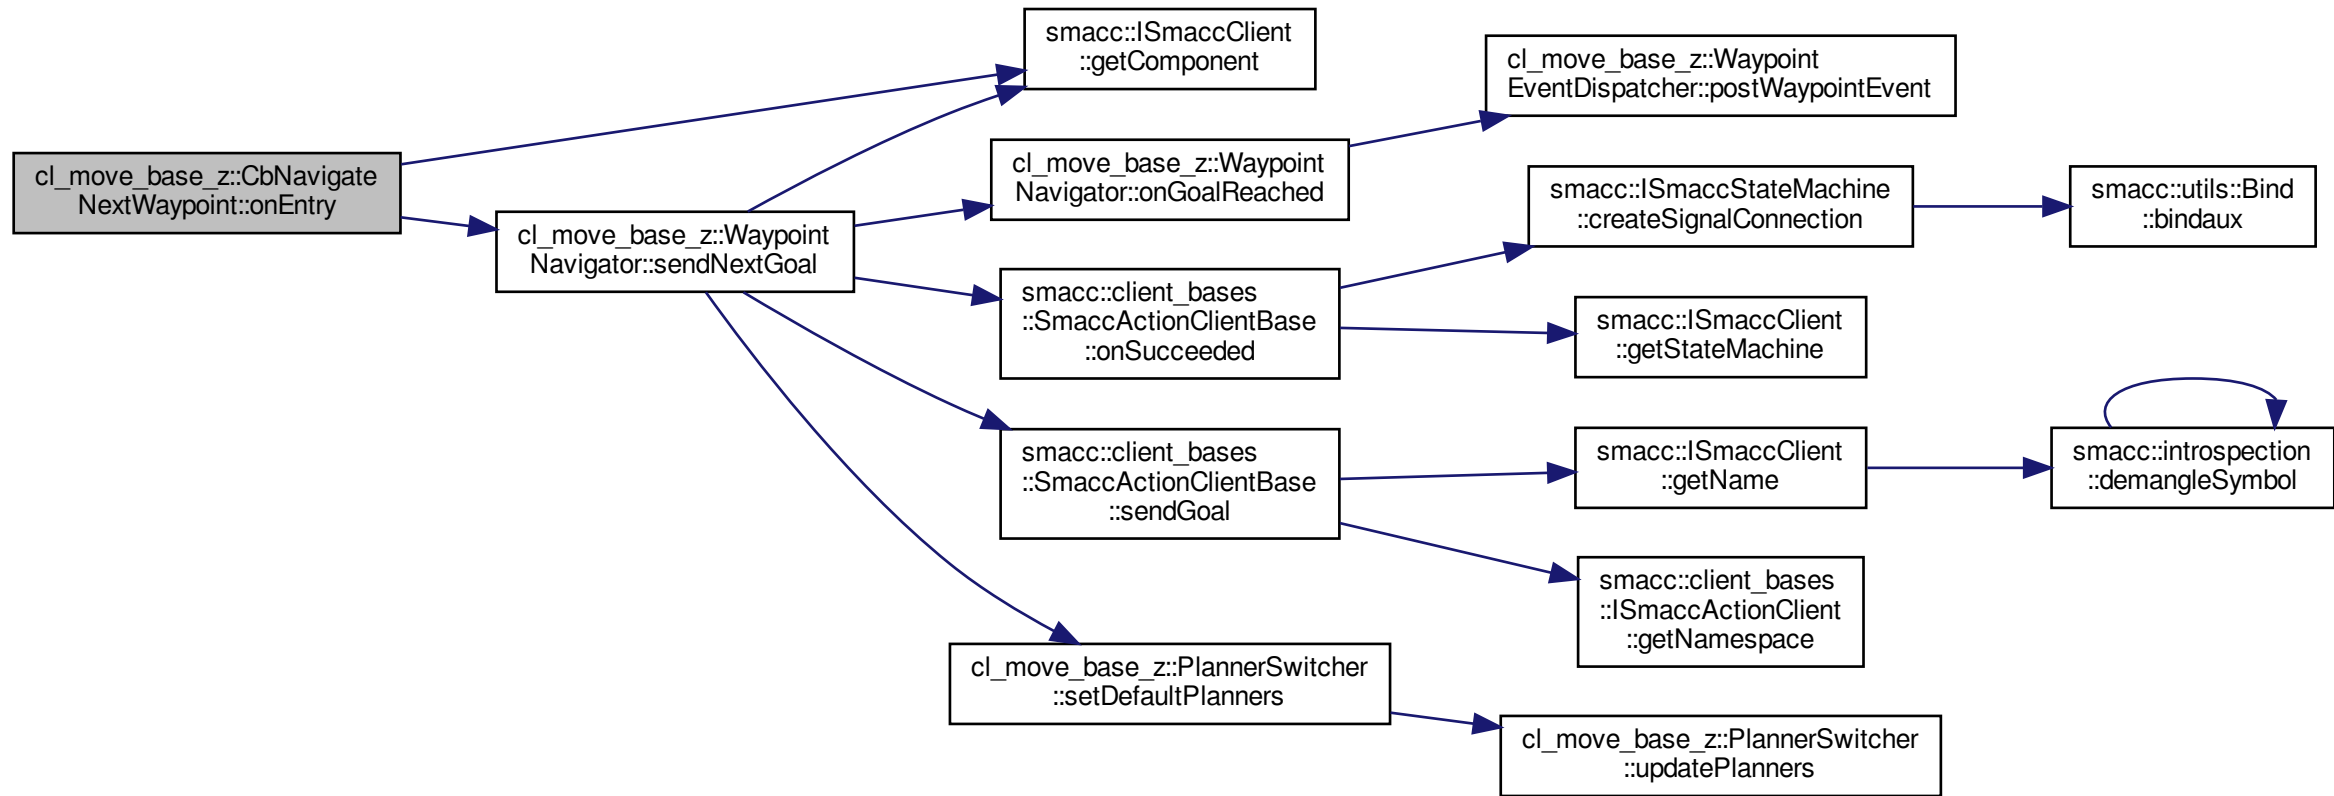 cl_move_base_z::CbNavigate
NextWaypoint::onEntry
smacc::ISmaccClient
::getComponent
cl_move_base_z::Waypoint
Navigator::sendNextGoal
cl_move_base_z::Waypoint
Navigator::onGoalReached
cl_move_base_z::Waypoint
EventDispatcher::postWaypointEvent
smacc::client_bases
::SmaccActionClientBase
::onSucceeded
smacc::ISmaccStateMachine
::createSignalConnection
smacc::utils::Bind
::bindaux
smacc::ISmaccClient
::getStateMachine
smacc::client_bases
::SmaccActionClientBase
::sendGoal
smacc::ISmaccClient
::getName
smacc::introspection
::demangleSymbol
smacc::client_bases
::ISmaccActionClient
::getNamespace
cl_move_base_z::PlannerSwitcher
::setDefaultPlanners
cl_move_base_z::PlannerSwitcher
::updatePlanners